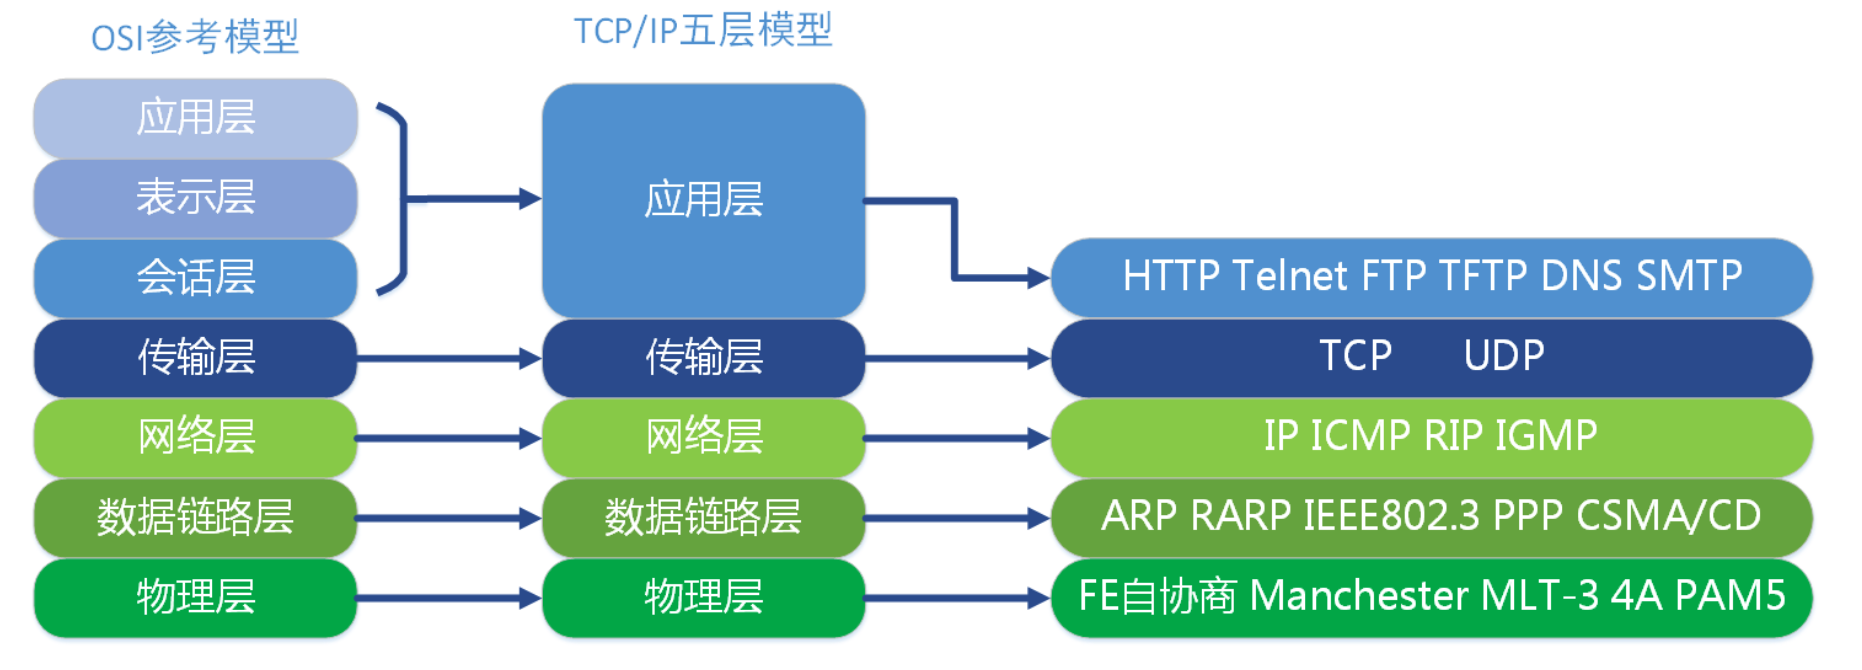 OSI参考模型
应用层
表示层
会话层
传输层
网络层
数据链路层
物理层
TCP/IP五层模型
应用层
传输层
网络层
数据链路层
物理层
HTTP Telnet FTP TFTP DNS SMTP
TCP UDP
IP ICMP RIP IGMP
ARP RARP IEEE802.3 PPP CSMA/CD
FE自协商 Manchester MLT-3 4A PAM5